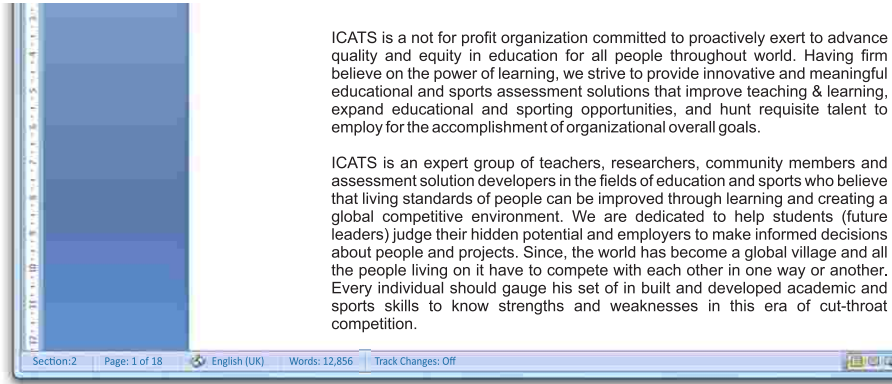 ICATS is a not for profit organization committed to proactively exert to advance
quality and equity in education for all people throughout world. Having firm
believe on the power of learning, we strive to provide innovative and meaningful
educational and sports assessment solutions that improve teaching & learning,
expand educational and sporting opportunities, and hunt requisite talent to
employ for the accomplishment of organizational overall goals.
ICATS is an expert group of teachers, researchers, community members and
assessment solution developers in the fields of education and sports who believe
that living standards of people can be improved through learning and creating a
global competitive environment. We are dedicated to help students (future
leaders) judge their hidden potential and employers to make informed decisions
about people and projects. Since, the world has become a global village and all
the people living on it have to compete with each other in one way or another.
Every individual should gauge his set of in built and developed academic and
sports skills to know strengths and weaknesses in this era of cut-throat
competition.
Section:2 Page: 1 of 18 English (UK) Words: 12,856 Track Changes: Off